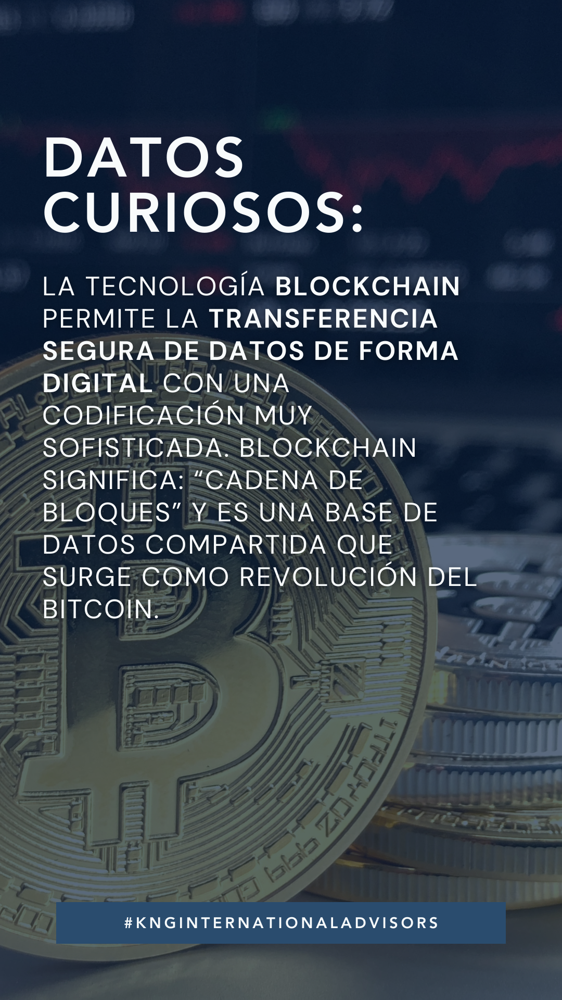 DATOS
CURIOSOS:
LA TECNOLOGÍA BLOCKCHAIN
PERMITE LA TRANSFERENCIA
SEGURA DE DATOS DE FORMA
DIGITAL CON UNA
CODIFICACIÓN MUY
SOFISTICADA. BLOCKCHAIN
SIGNIFICA: “CADENA DE
BLOQUES” Y ES UNA BASE DE
DATOS COMPARTIDA QUE
SURGE COMO REVOLUCIÓN DEL
BITCOIN.
#KNGINTERNATIONALADVISORS